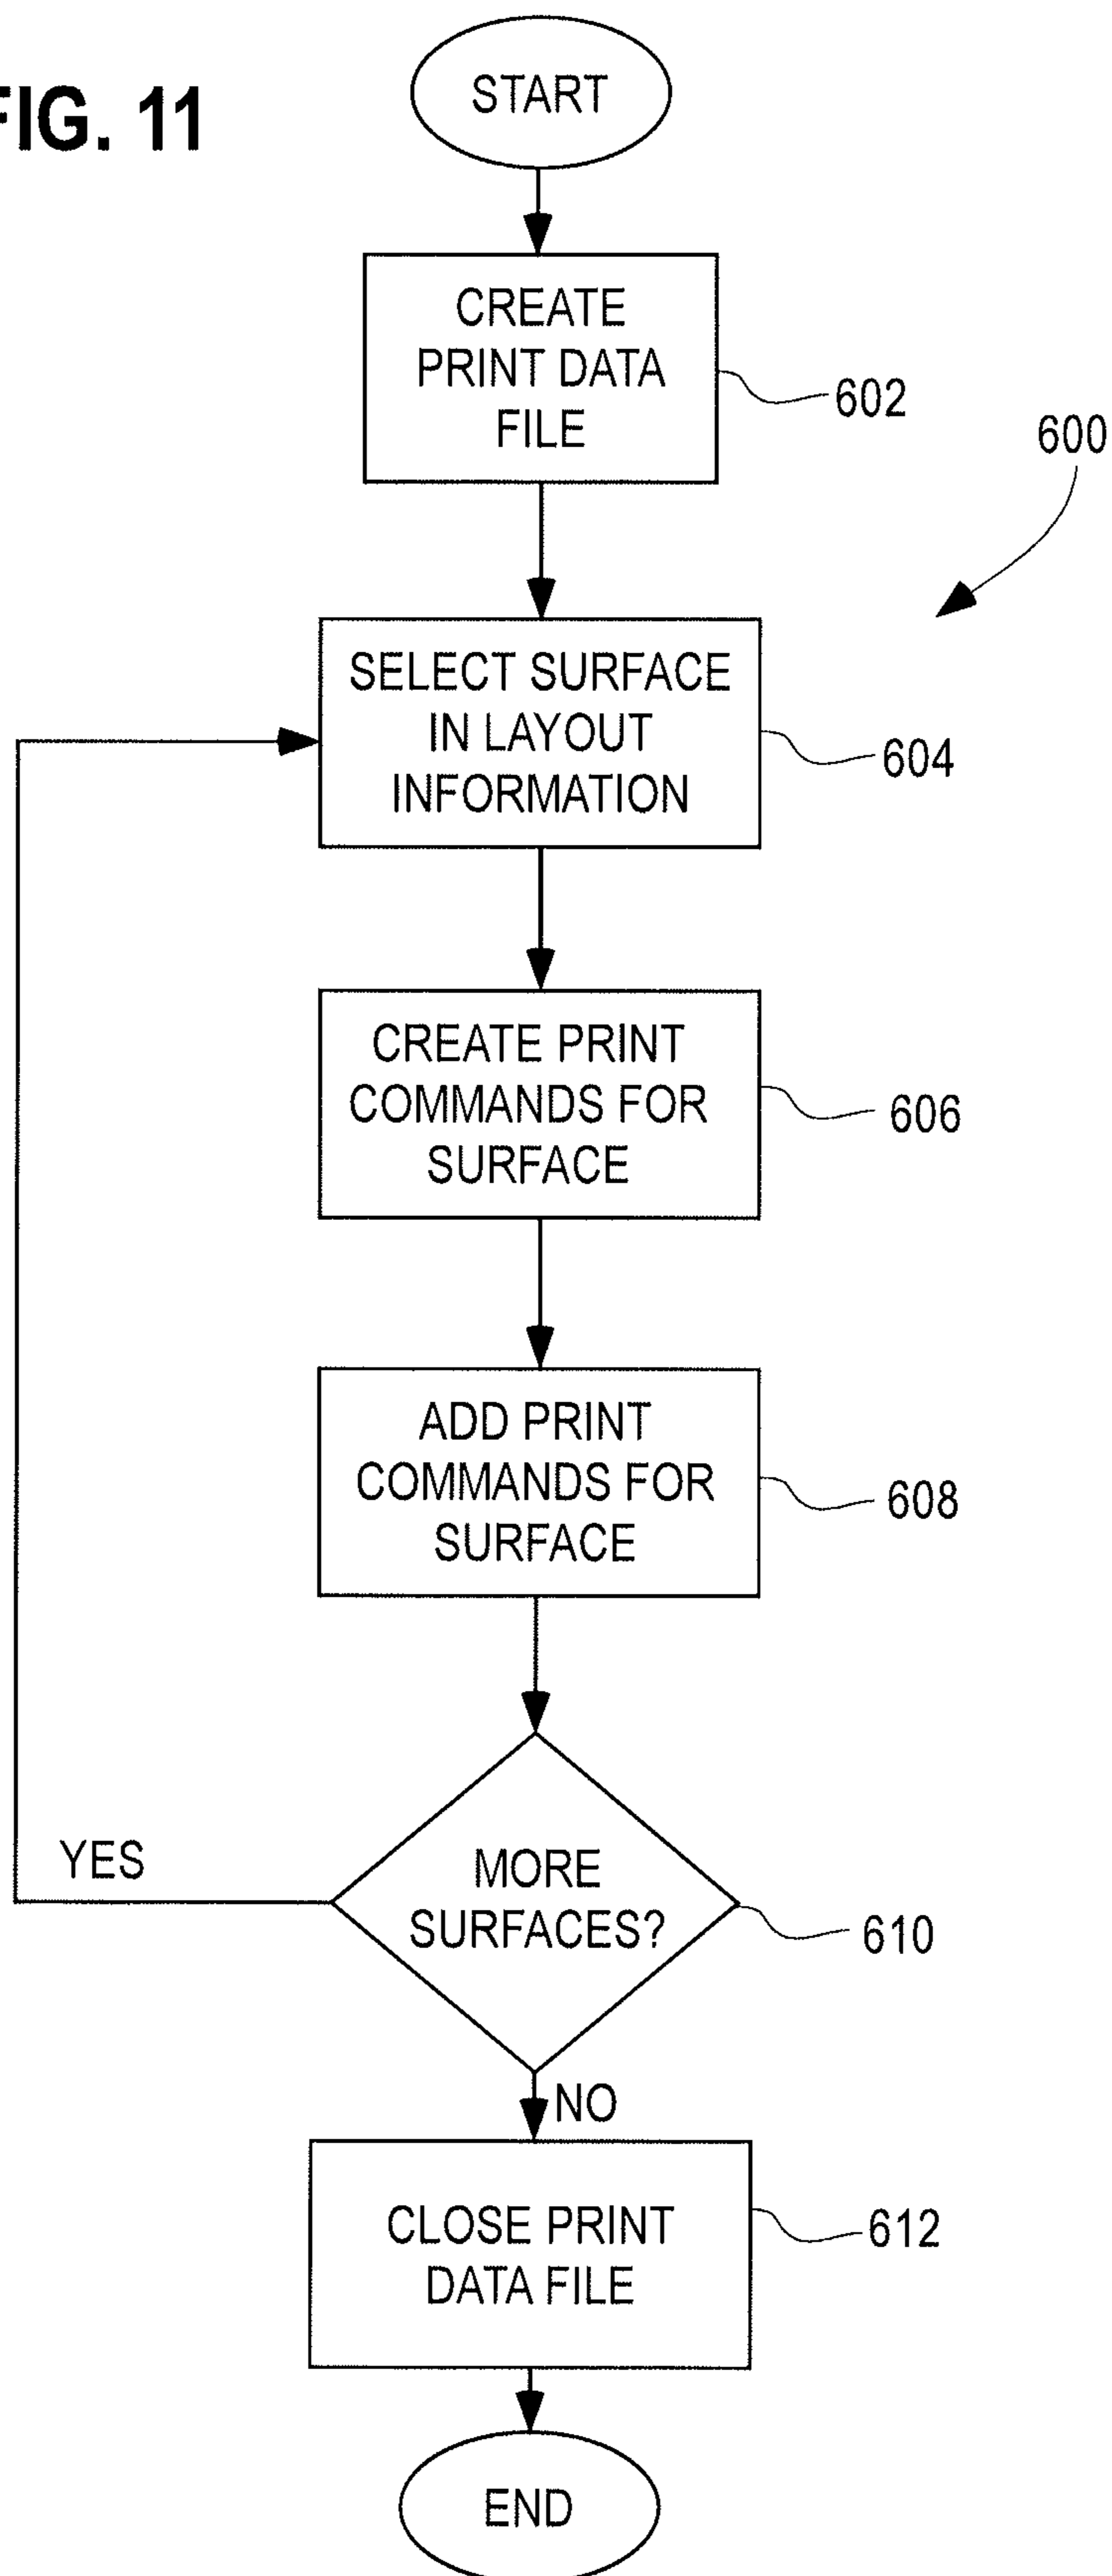 FIG. 11
START
CREATE
PRINT DATA
FILE
602
600
SELECT SURFACE
IN LAYOUT
INFORMATION
604
CREATE PRINT
COMMANDS FOR
SURFACE
606
ADD PRINT
COMMANDS FOR
SURFACE
608
YES
MORE
SURFACES?
610
NO
CLOSE PRINT
DATA FILE
612
END